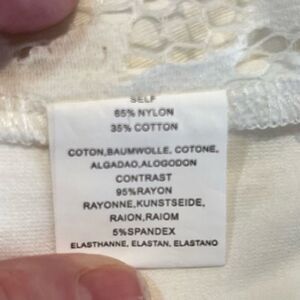 SELF
65% NYLON
35% COTTON
COTON,BAUMWOLLE, COTONE,
ALGADAO,ALOGODON
CONTRAST
95%RAYON
RAYONNE,KUNSTSEIDE,
RAION,RAIOM
5%SPANDEX
ELASTHANNE, ELASTAN, ELASTANO